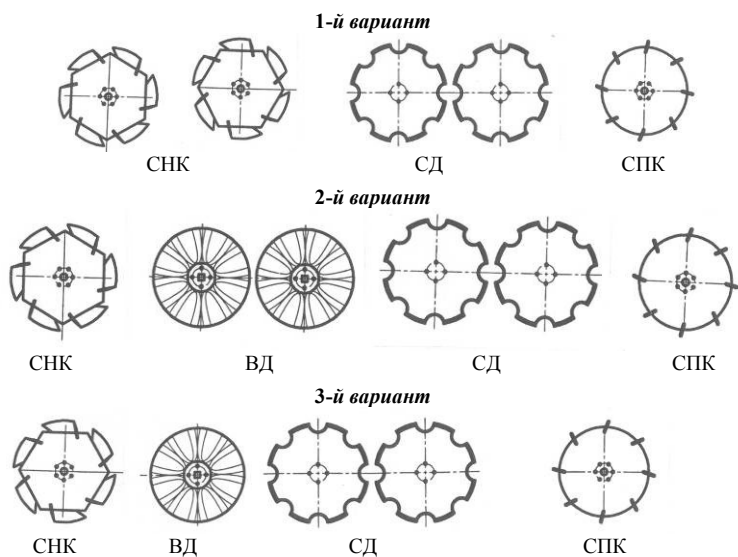 1-й вариант
СНК СД СПК
2-й вариант
СНК ВД СД СПК
3-й вариант
СНК ВД СД СПК